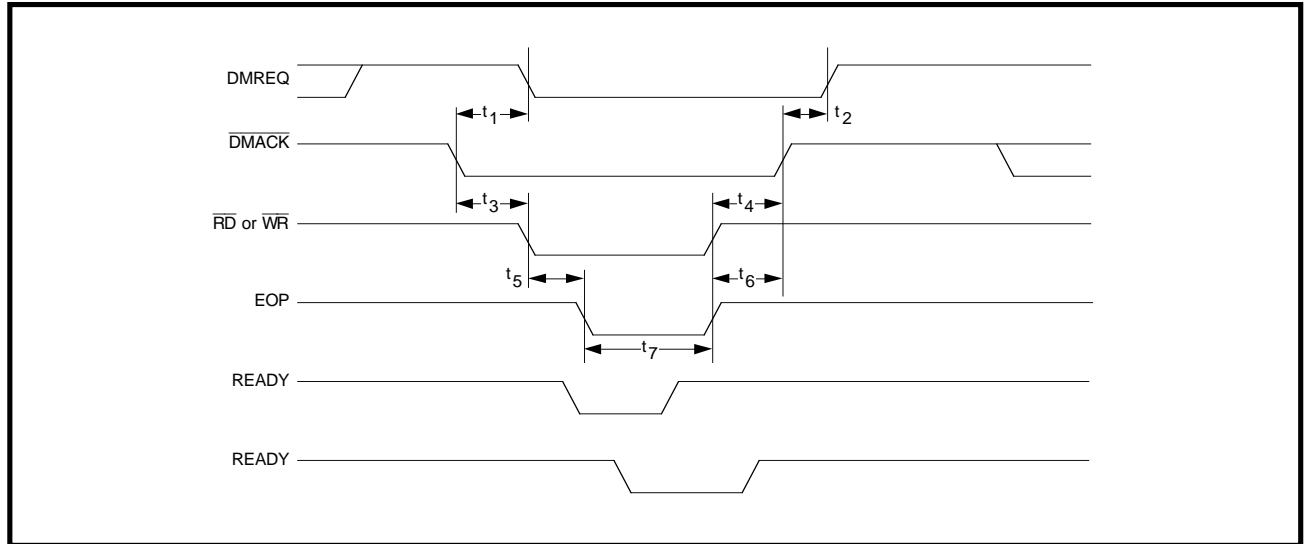 DMREQ
t1
t2
DMACK
t3
t4
RD or WR
t5
t6
EOP
t7
READY
READY